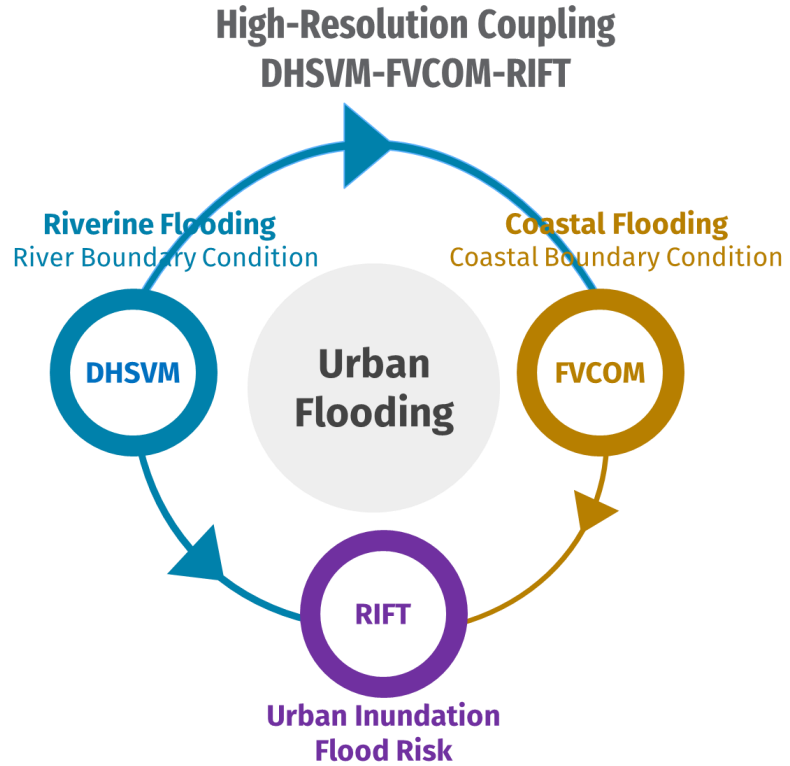 High-Resolution Coupling
DHSVM-FVCOM-RIFT
Riverine Flooding
River Boundary Condition
Coastal Flooding
Coastal Boundary Condition
DHSVM
Urban
Flooding
FVCOM
RIFT
Urban Inundation
Flood Risk